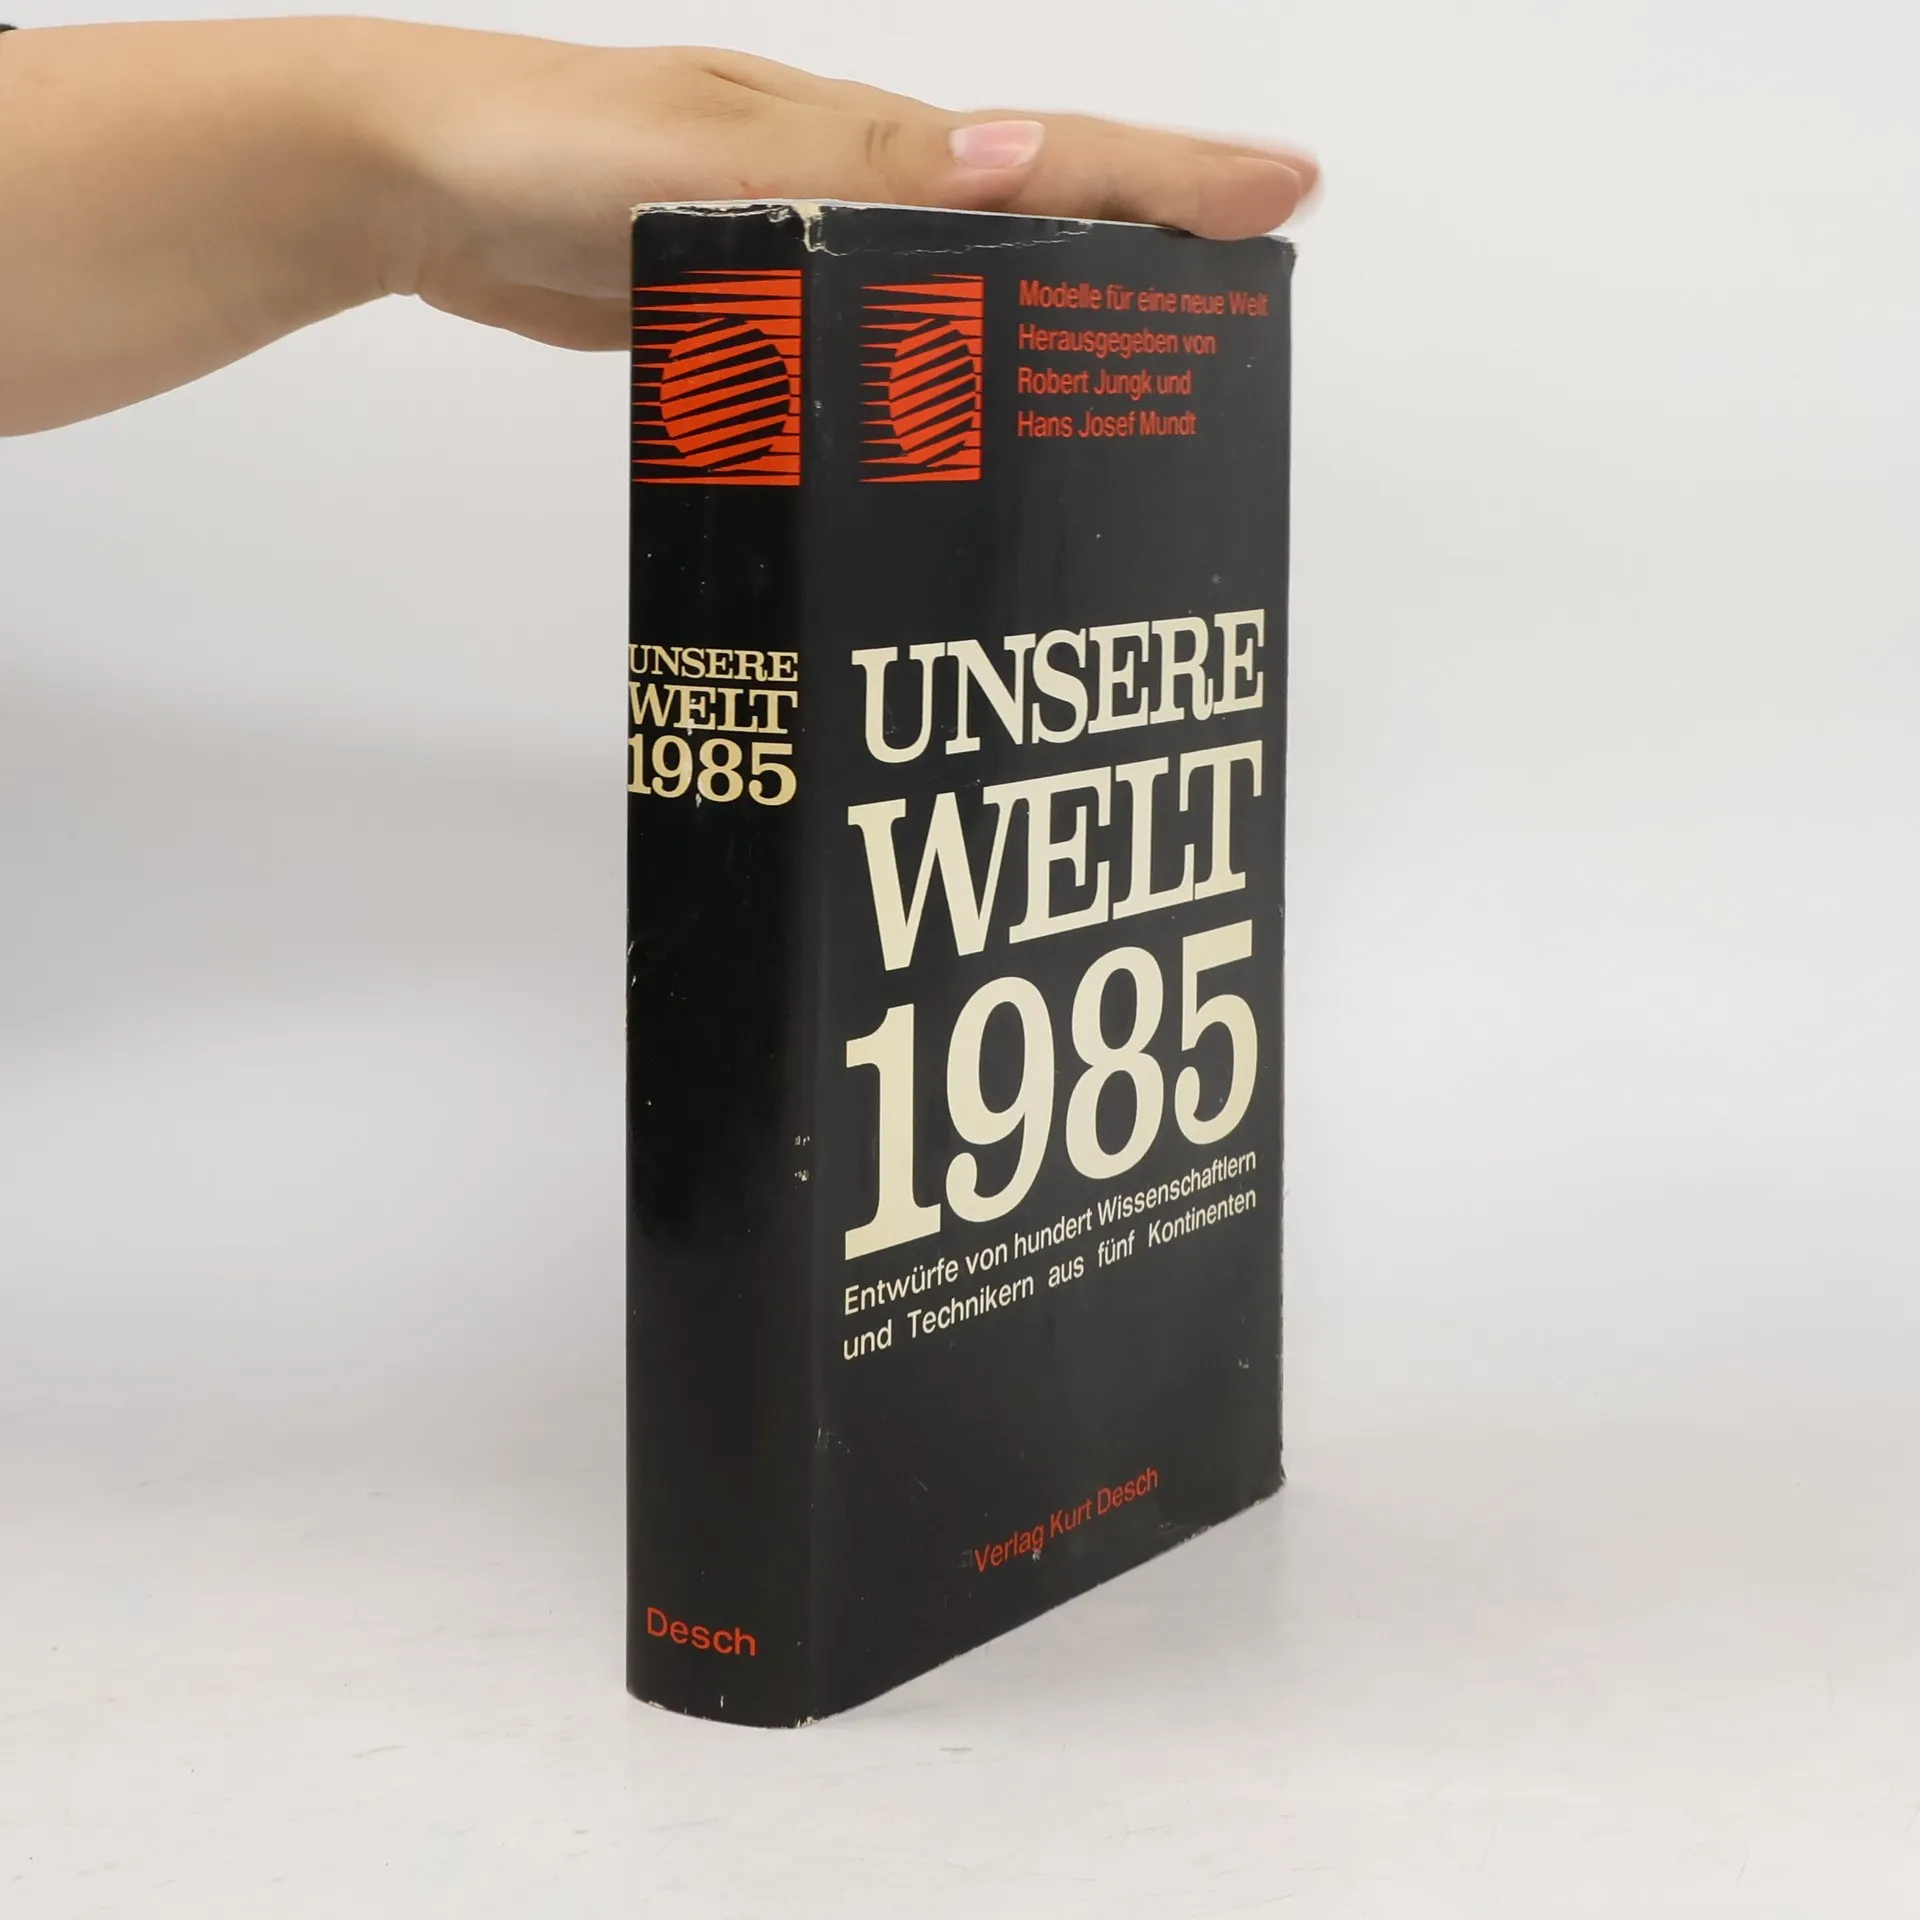 UNSERE
WELT
1985
Desch
Modelle für eine neue Welt
Herausgegeben von
Robert Jungk und
Hans Josef Mundt
UNSERE
WELT
1985
Entwürfe von hundert Wissenschaftlern
und Technikern aus fünf Kontinenten
Verlag Kurt Desch